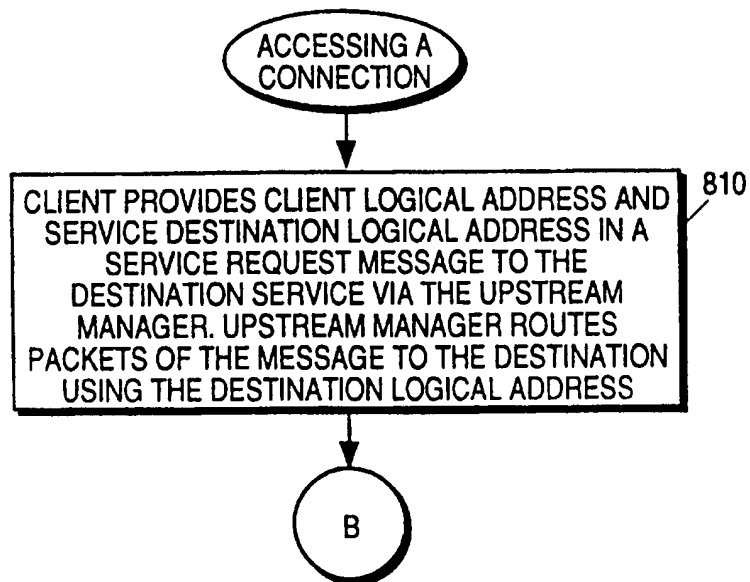 ACCESSING A
CONNECTION
810
CLIENT PROVIDES CLIENT LOGICAL ADDRESS AND
SERVICE DESTINATION LOGICAL ADDRESS IN A
SERVICE REQUEST MESSAGE TO THE
DESTINATION SERVICE VIA THE UPSTREAM
MANAGER. UPSTREAM MANAGER ROUTES
PACKETS OF THE MESSAGE TO THE DESTINATION
USING THE DESTINATION LOGICAL ADDRESS
B